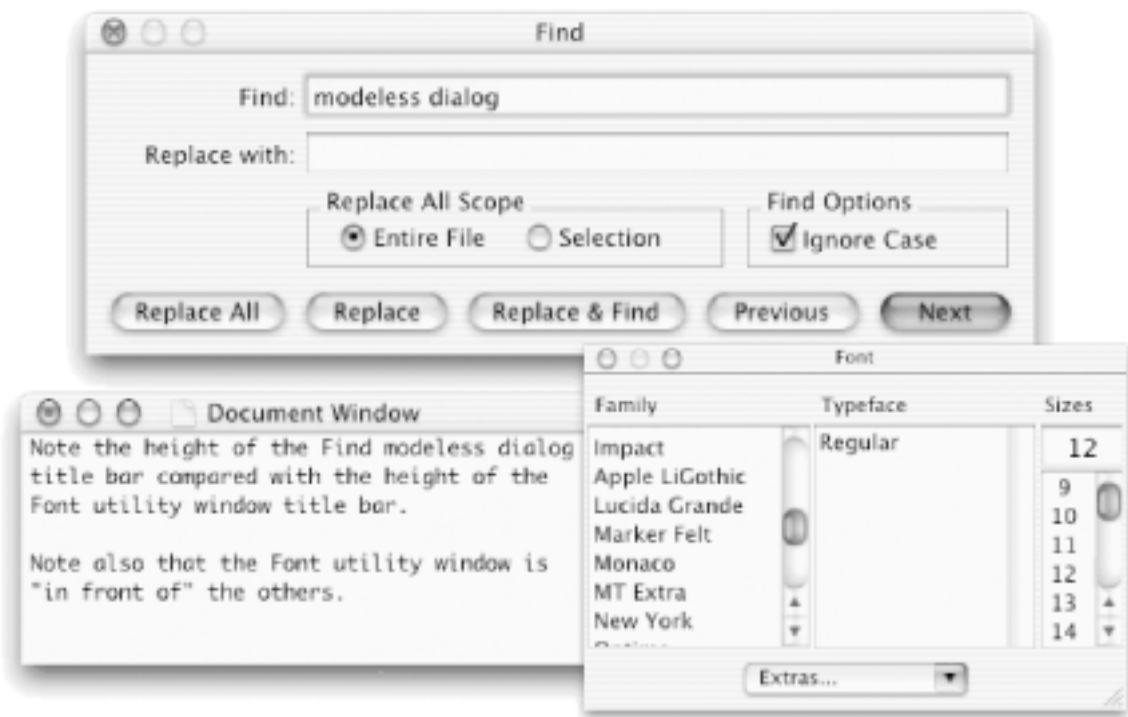 Find
Find: modeless dialog
Replace with:
Replace All Scope
Entire File Selection
Find Options
Ignore Case
Replace All Replace Replace & Find Previous Next
Document Window
Note the height of the Find modeless dialog
title bar compared with the height of the
Font utility window title bar.
Note also that the Font utility window is
"in front of" the others.
Font
Family Typeface Sizes
Impact
Apple LiGothic
Lucida Grande
Marker Felt
Monaco
MT Extra
New York
Regular
12
9
10
11
12
13
14
Extras...